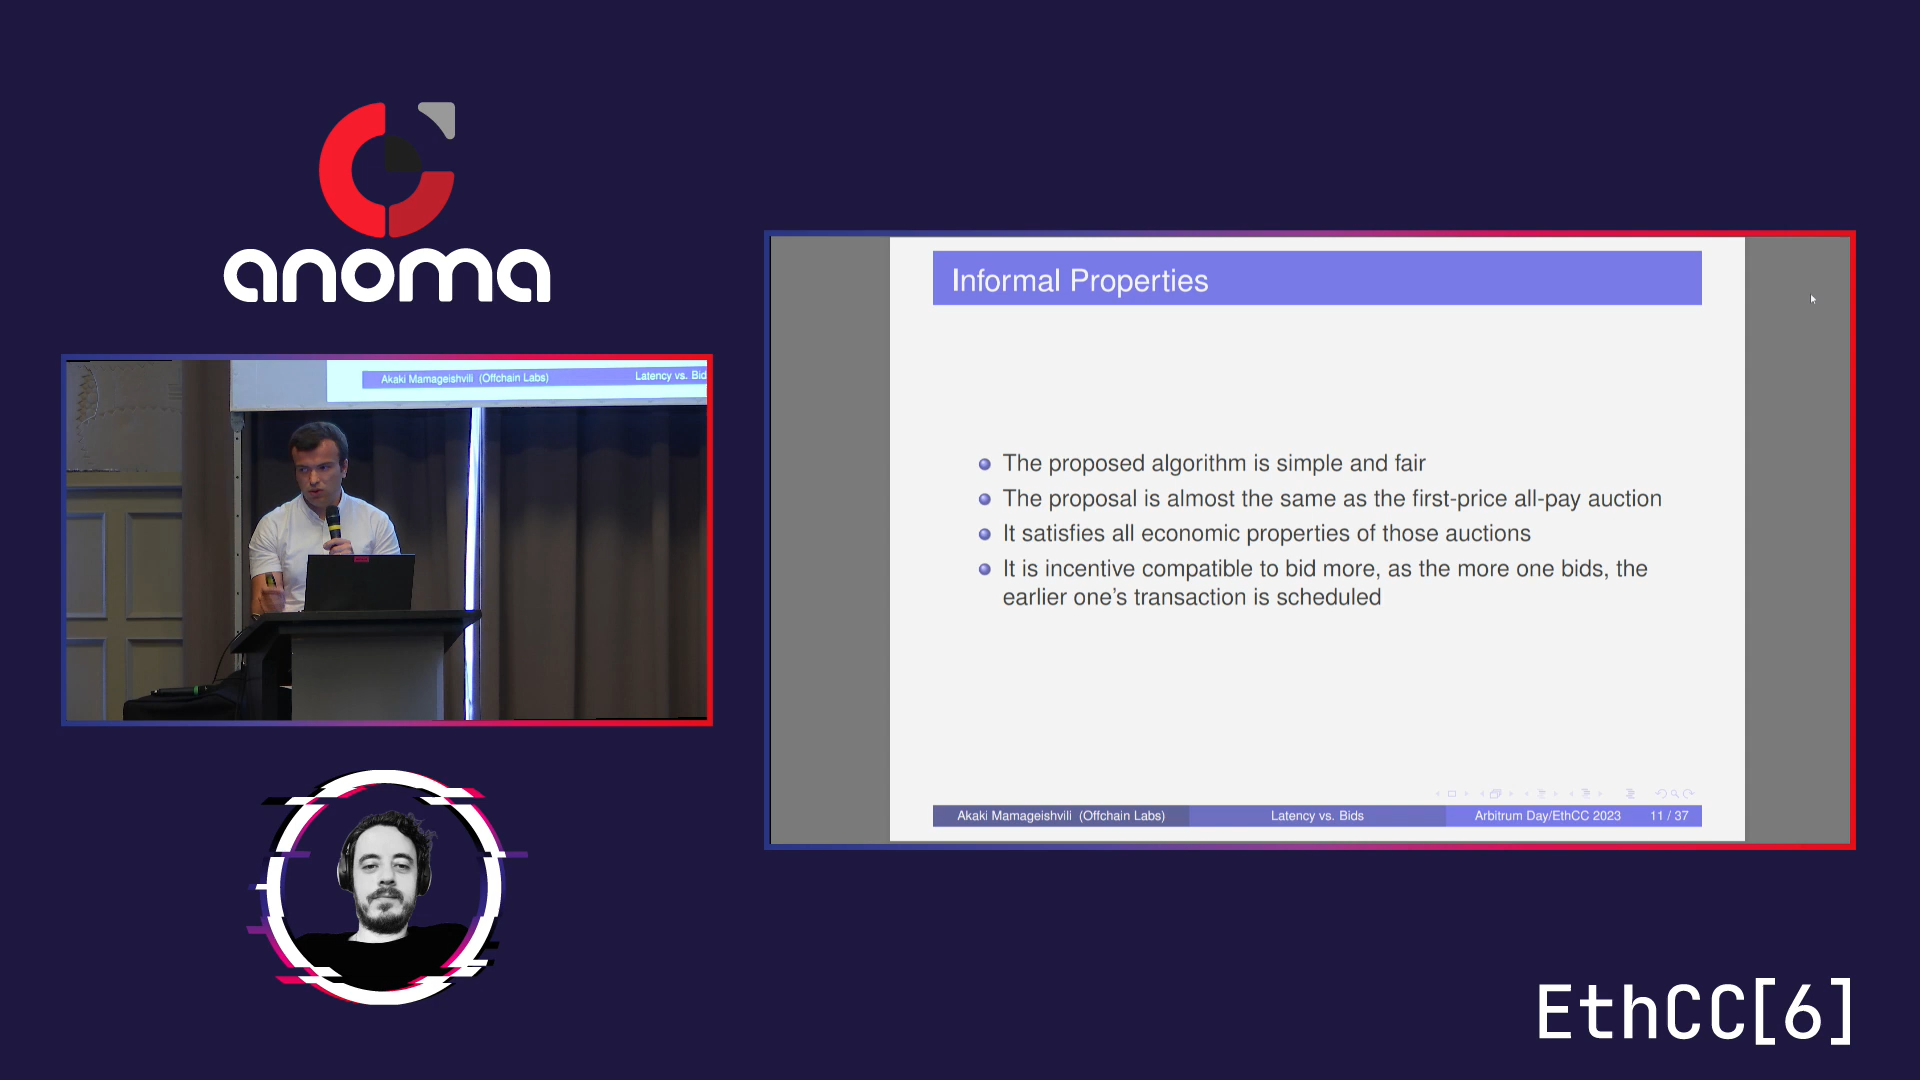 anoma
Akaki Mamageishvili (Offchain Labs)
Latency vs. Bid
Informal Properties
The proposed algorithm is simple and fair
The proposal is almost the same as the first-price all-pay auction
It satisfies all economic properties of those auctions
It is incentive compatible to bid more, as the more one bids, the
earlier one's transaction is scheduled
Akaki Mamageishvili (Offchain Labs)
Latency vs. Bids
Arbitrum Day/EthCC 2023
11 / 37
EthCC[6]